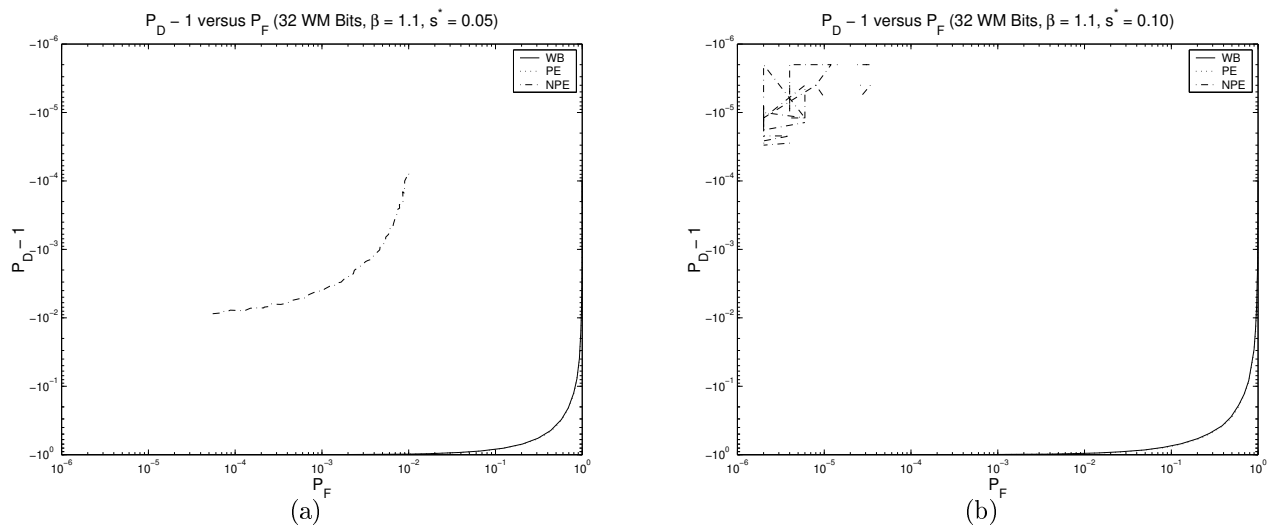 P_D − 1 versus P_F (32 WM Bits, β = 1.1, s* = 0.05)
−10^−6
−10^−5
−10^−4
−10^−3
−10^−2
−10^−1
−10^0
P_D − 1
10^−6 10^−5 10^−4 10^−3 10^−2 10^−1 10^0
P_F
WB
PE
NPE
(a)
P_D − 1 versus P_F (32 WM Bits, β = 1.1, s* = 0.10)
−10^−6
−10^−5
−10^−4
−10^−3
−10^−2
−10^−1
−10^0
P_D − 1
10^−6 10^−5 10^−4 10^−3 10^−2 10^−1 10^0
P_F
WB
PE
NPE
(b)